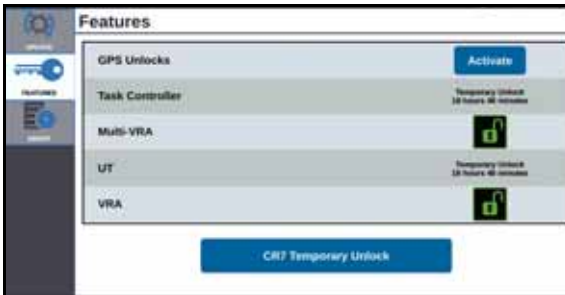 Features
GPS Unlocks
Activate
Task Controller
Temporary Unlock
Multi-VRA
UT
Temporary Unlock
VRA
FEATURES
CR7 Temporary Unlock